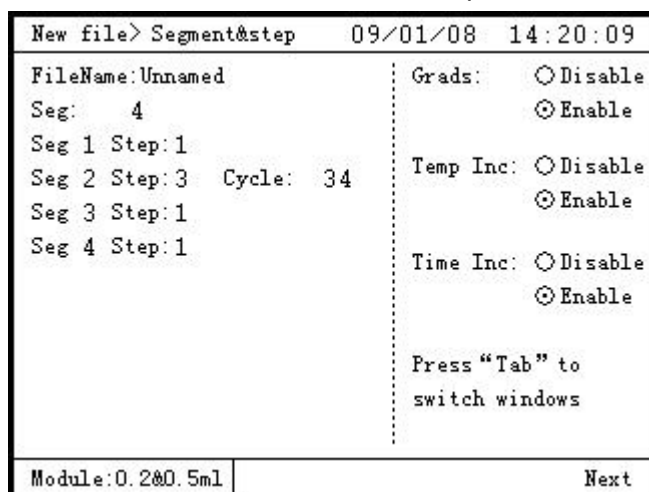 New file> Segment&step 09/01/08 14:20:09
FileName:Unnamed
Seg: 4
Seg 1 Step:1
Seg 2 Step:3 Cycle: 34
Seg 3 Step:1
Seg 4 Step:1
Grads: Disable
Enable
Temp Inc: Disable
Enable
Time Inc: Disable
Enable
Press “Tab” to
switch windows
Module:0.2&0.5ml Next